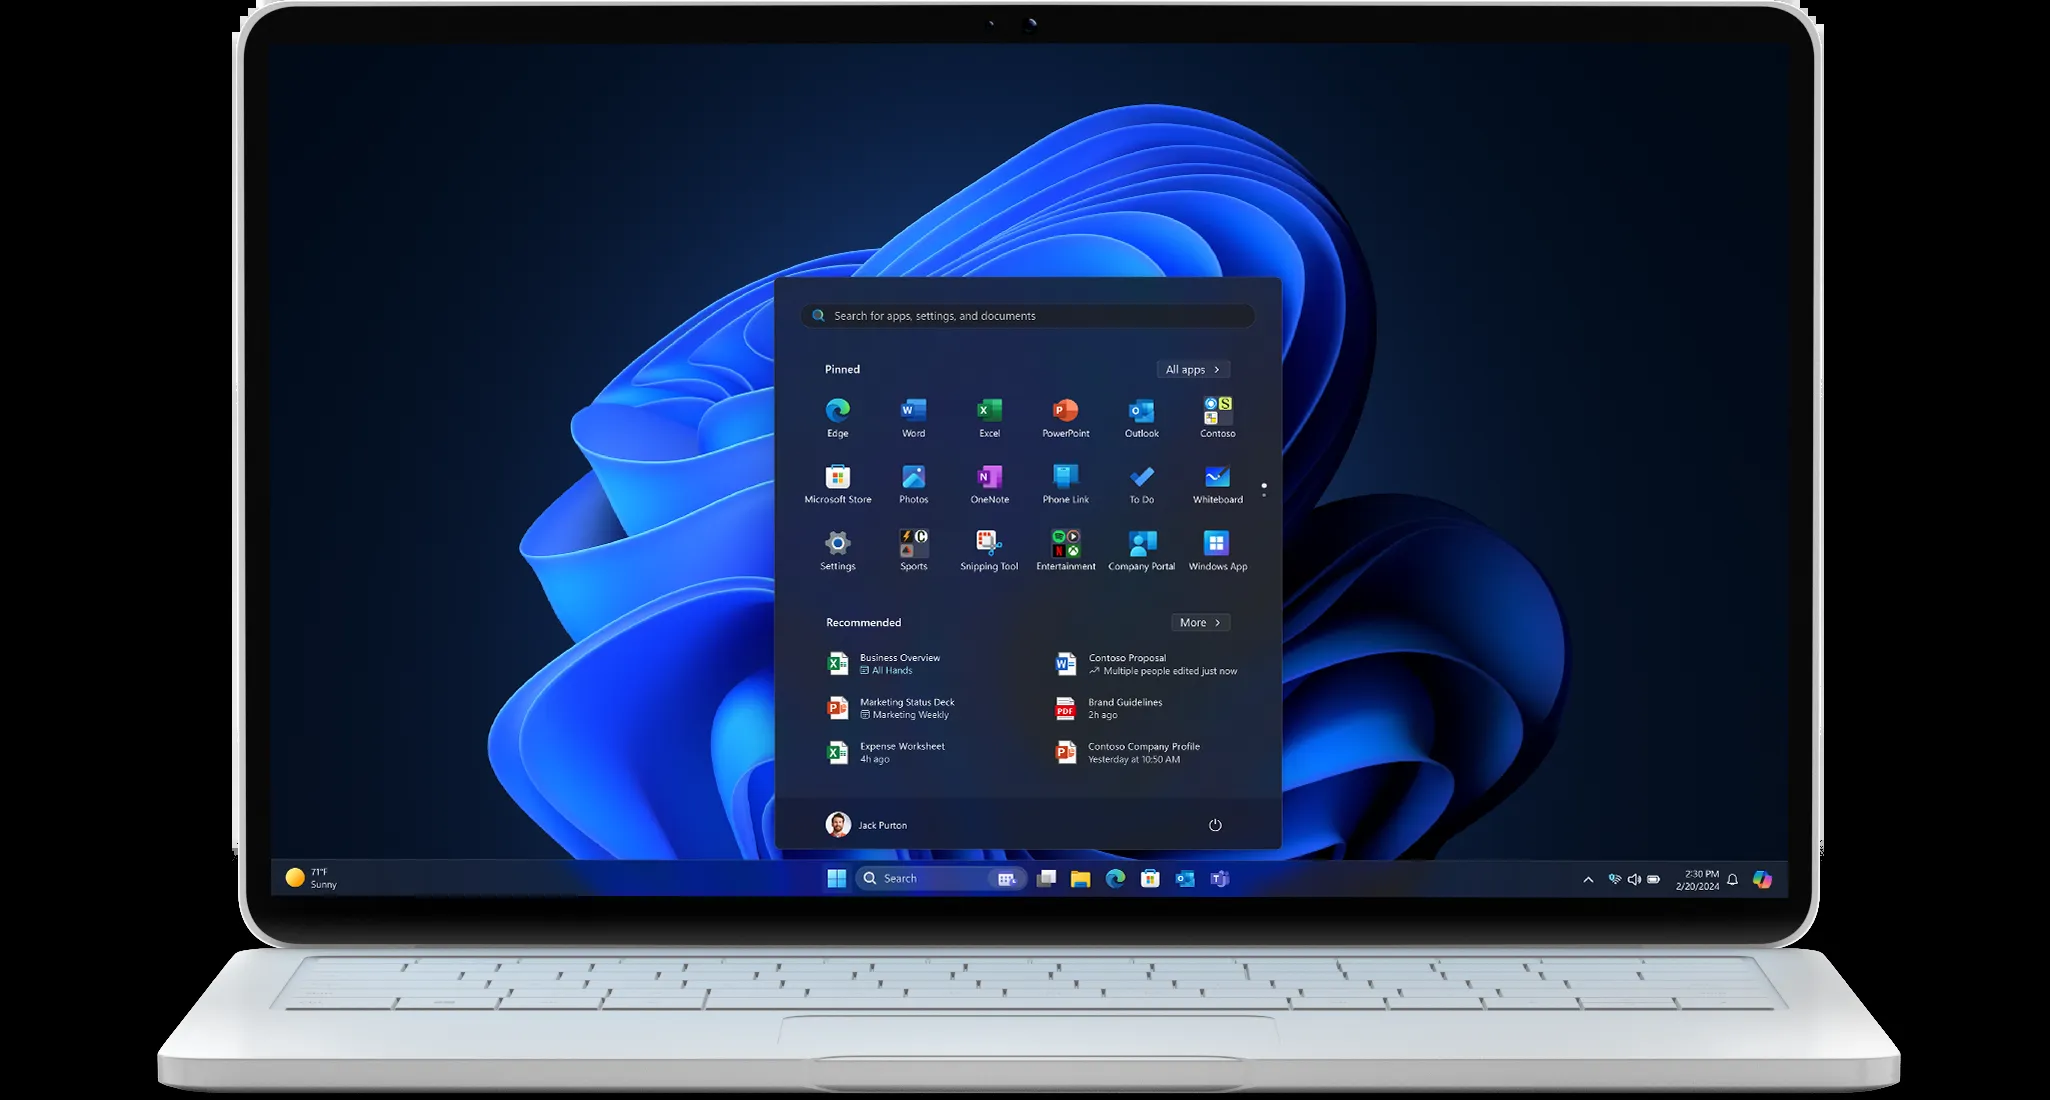 Search for apps, settings, and documents
Pinned
All apps >
Edge Word Excel PowerPoint Outlook Contoso
Microsoft Store Photos OneNote Phone Link To Do Whiteboard
Settings Sports Snipping Tool Entertainment Company Portal Windows App
Recommended
More >
Business Overview
All Hands
Contoso Proposal
Multiple people edited just now
Marketing Status Deck
Marketing Weekly
PDF
Brand Guidelines
2h ago
Expense Worksheet
4h ago
Contoso Company Profile
Yesterday at 10:50 AM
Jack Purton
71°F
Sunny
Search
2:30 PM
2/20/2024